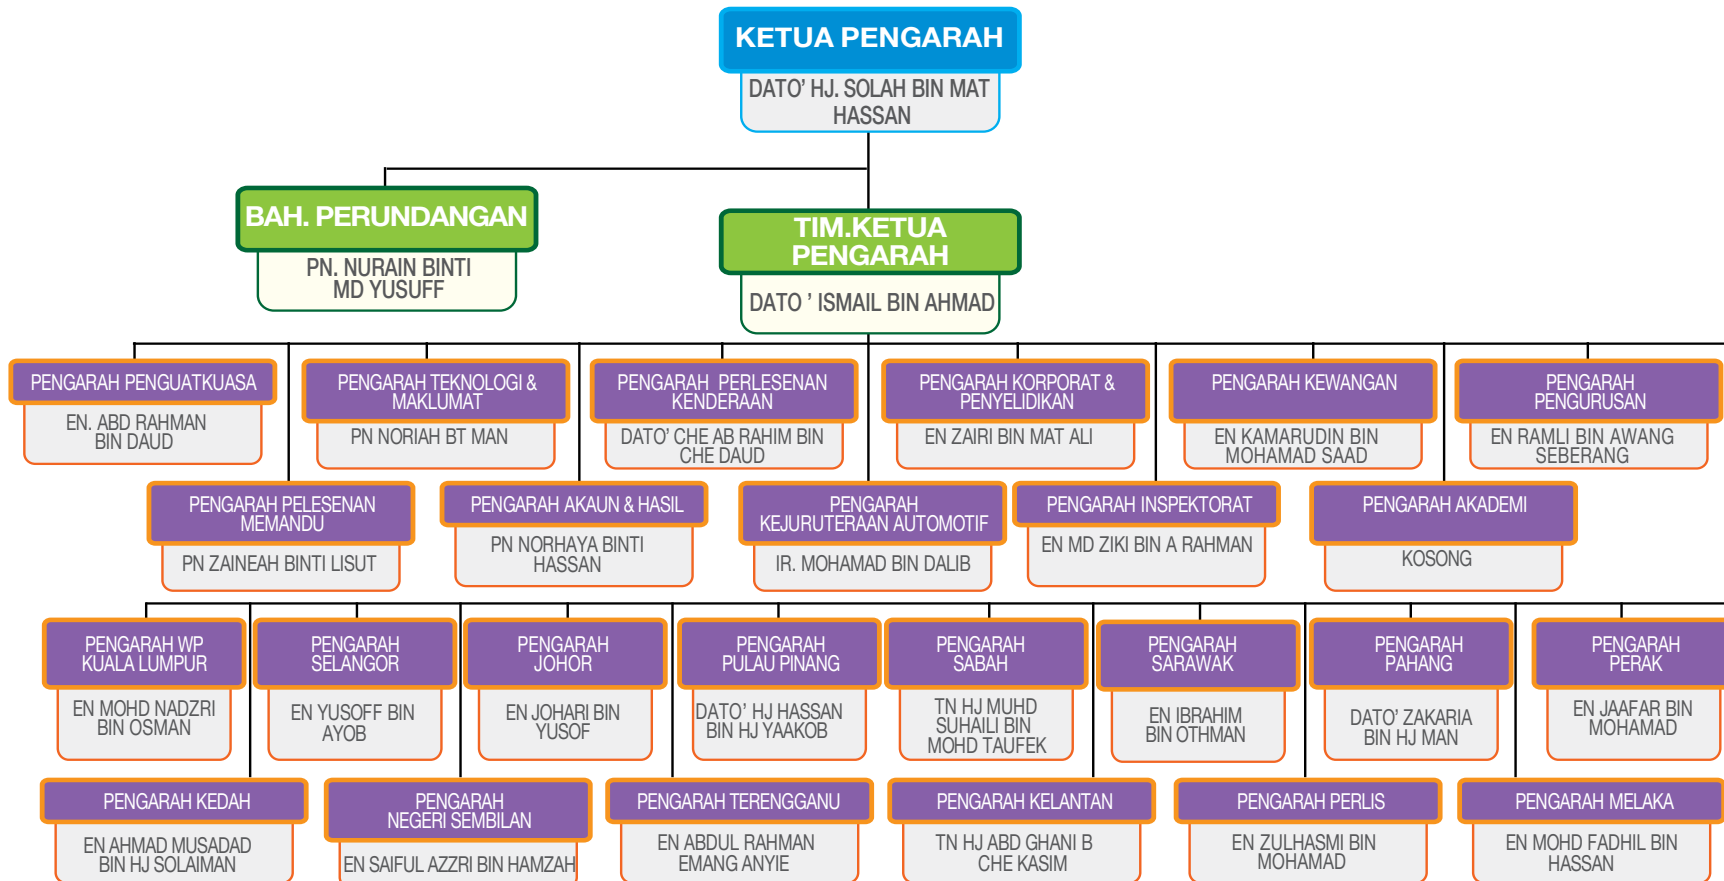 KETUA PENGARAH
DATO’ HJ. SOLAH BIN MAT
HASSAN
BAH. PERUNDANGAN
PN. NURAIN BINTI
MD YUSUFF
TIM.KETUA
PENGARAH
DATO ’ ISMAIL BIN AHMAD
PENGARAH PENGUATKUASA
EN. ABD RAHMAN
BIN DAUD
PENGARAH TEKNOLOGI &
MAKLUMAT
PN NORIAH BT MAN
PENGARAH PERLESENAN
KENDERAAN
DATO’ CHE AB RAHIM BIN
CHE DAUD
PENGARAH KORPORAT &
PENYELIDIKAN
EN ZAIRI BIN MAT ALI
PENGARAH KEWANGAN
EN KAMARUDIN BIN
MOHAMAD SAAD
PENGARAH
PENGURUSAN
EN RAMLI BIN AWANG
SEBERANG
PENGARAH PELESENAN
MEMANDU
PN ZAINEAH BINTI LISUT
PENGARAH AKAUN & HASIL
PN NORHAYA BINTI
HASSAN
PENGARAH
KEJURUTERAAN AUTOMOTIF
IR. MOHAMAD BIN DALIB
PENGARAH INSPEKTORAT
EN MD ZIKI BIN A RAHMAN
PENGARAH AKADEMI
KOSONG
PENGARAH WP
KUALA LUMPUR
EN MOHD NADZRI
BIN OSMAN
PENGARAH
SELANGOR
EN YUSOFF BIN
AYOB
PENGARAH
JOHOR
EN JOHARI BIN
YUSOF
PENGARAH
PULAU PINANG
DATO’ HJ HASSAN
BIN HJ YAAKOB
PENGARAH
SABAH
TN HJ MUHD
SUHAILI BIN
MOHD TAUFEK
PENGARAH
SARAWAK
EN IBRAHIM
BIN OTHMAN
PENGARAH
PAHANG
DATO’ ZAKARIA
BIN HJ MAN
PENGARAH
PERAK
EN JAAFAR BIN
MOHAMAD
PENGARAH KEDAH
EN AHMAD MUSADAD
BIN HJ SOLAIMAN
PENGARAH
NEGERI SEMBILAN
EN SAIFUL AZZRI BIN HAMZAH
PENGARAH TERENGGANU
EN ABDUL RAHMAN
EMANG ANYIE
PENGARAH KELANTAN
TN HJ ABD GHANI B
CHE KASIM
PENGARAH PERLIS
EN ZULHASMI BIN
MOHAMAD
PENGARAH MELAKA
EN MOHD FADHIL BIN
HASSAN